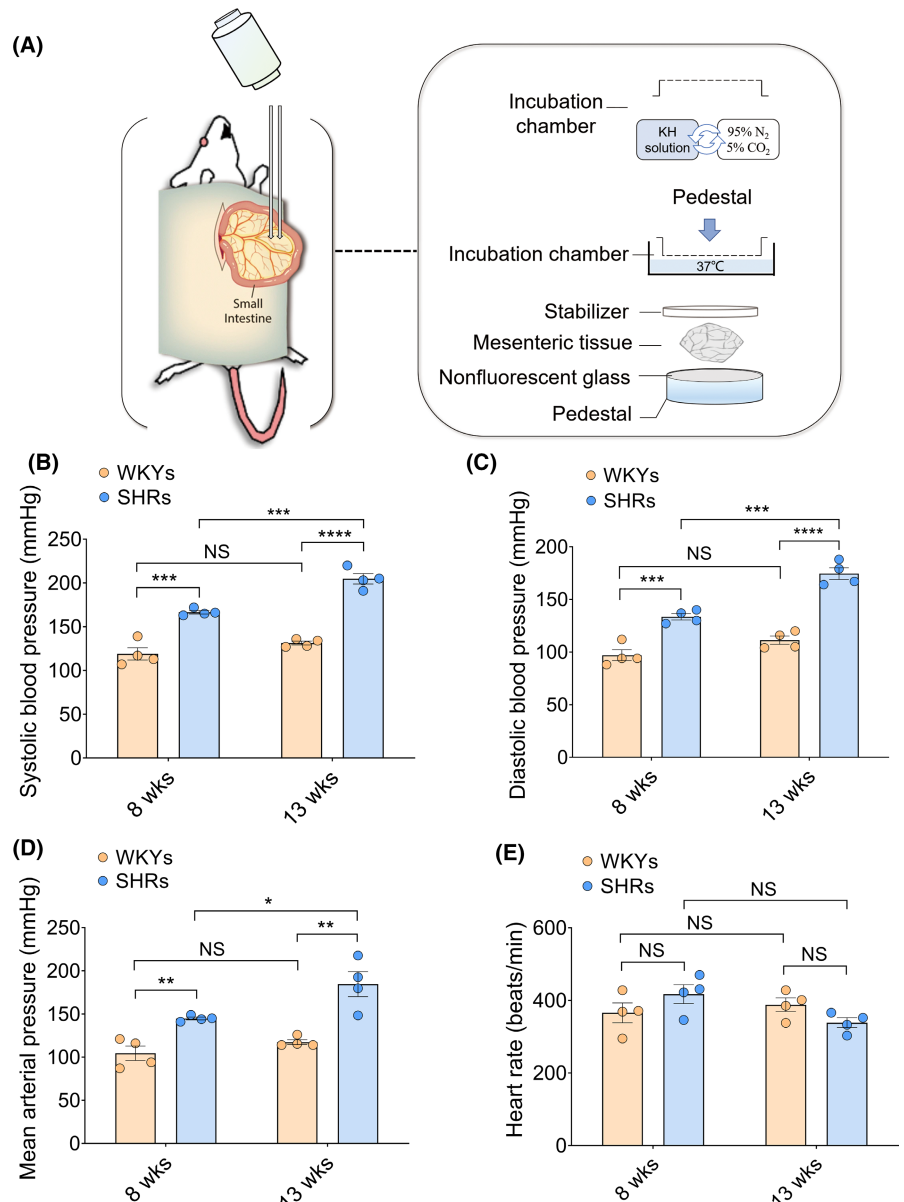 (A)
Small
Intestine
Incubation
chamber
KH
solution
95% N₂
5% CO₂
Pedestal
Incubation chamber
37℃
Stabilizer
Mesenteric tissue
Nonfluorescent glass
Pedestal
(B)
WKYs
SHRs
Systolic blood pressure (mmHg)
250
200
150
100
50
0
***
NS
****
***
8 wks
13 wks
(C)
WKYs
SHRs
Diastolic blood pressure (mmHg)
200
150
100
50
0
***
NS
****
***
8 wks
13 wks
(D)
WKYs
SHRs
Mean arterial pressure (mmHg)
250
200
150
100
50
0
*
NS
**
**
8 wks
13 wks
(E)
WKYs
SHRs
Heart rate (beats/min)
600
400
200
0
NS
NS
NS
NS
8 wks
13 wks